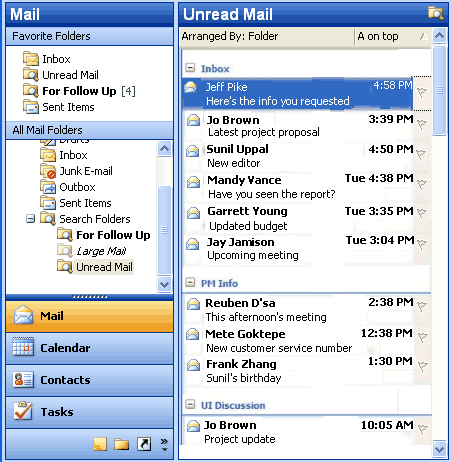 Mail
Favorite Folders
Inbox
Unread Mail
For Follow Up [4]
Sent Items
All Mail Folders
Drafts
Inbox
Junk E-mail
Outbox
Sent Items
Search Folders
For Follow Up
Large Mail
Unread Mail
Mail
Calendar
Contacts
Tasks
Unread Mail
Arranged By: Folder A on top
Inbox
Jeff Pike 4:58 PM
Here's the info you requested
Jo Brown 3:39 PM
Latest project proposal
Sunil Uppal 4:50 PM
New editor
Mandy Vance Tue 4:38 PM
Have you seen the report?
Garrett Young Tue 3:35 PM
Updated budget
Jay Jamison Tue 3:04 PM
Upcoming meeting
PM Info
Reuben D'sa 2:38 PM
This afternoon's meeting
Mete Goktepe 12:38 PM
New customer service number
Frank Zhang 1:30 PM
Sunil's birthday
UI Discussion
Jo Brown 10:05 AM
Project update